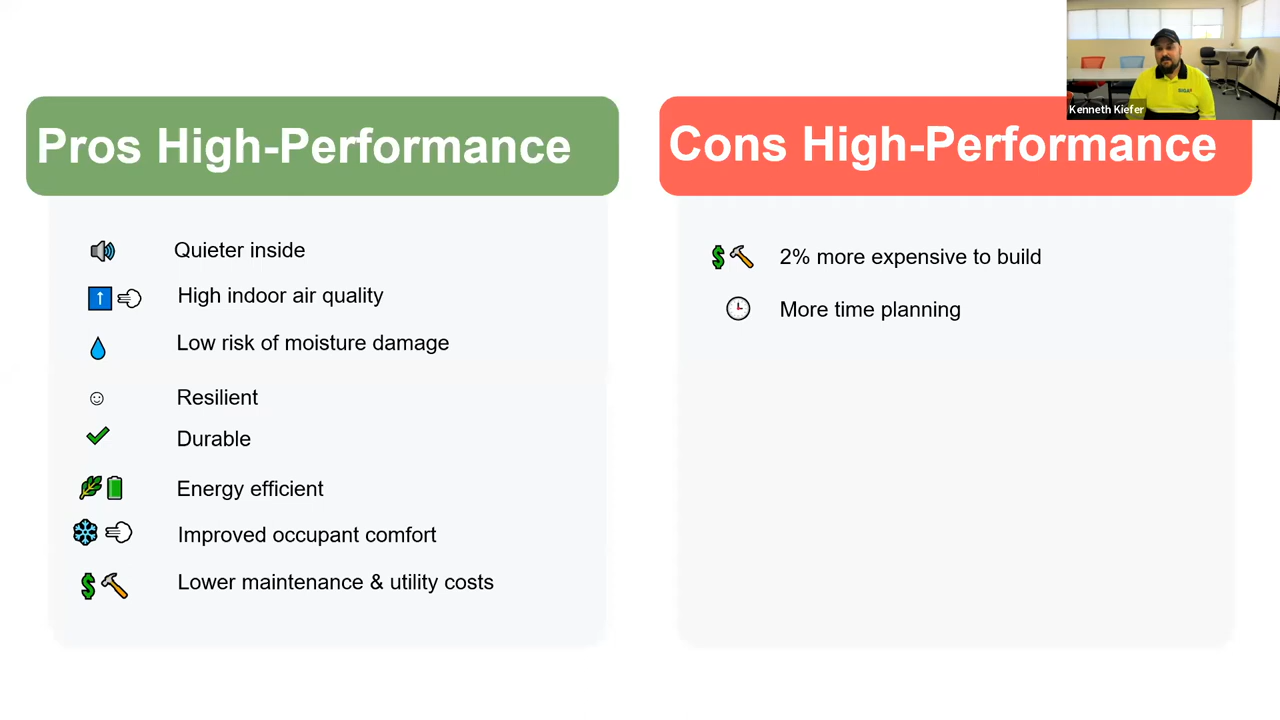 Pros High-Performance
Quieter inside
High indoor air quality
Low risk of moisture damage
Resilient
Durable
Energy efficient
Improved occupant comfort
Lower maintenance & utility costs
Cons High-Performance
2% more expensive to build
More time planning
Kenneth Kiefer
SIGA